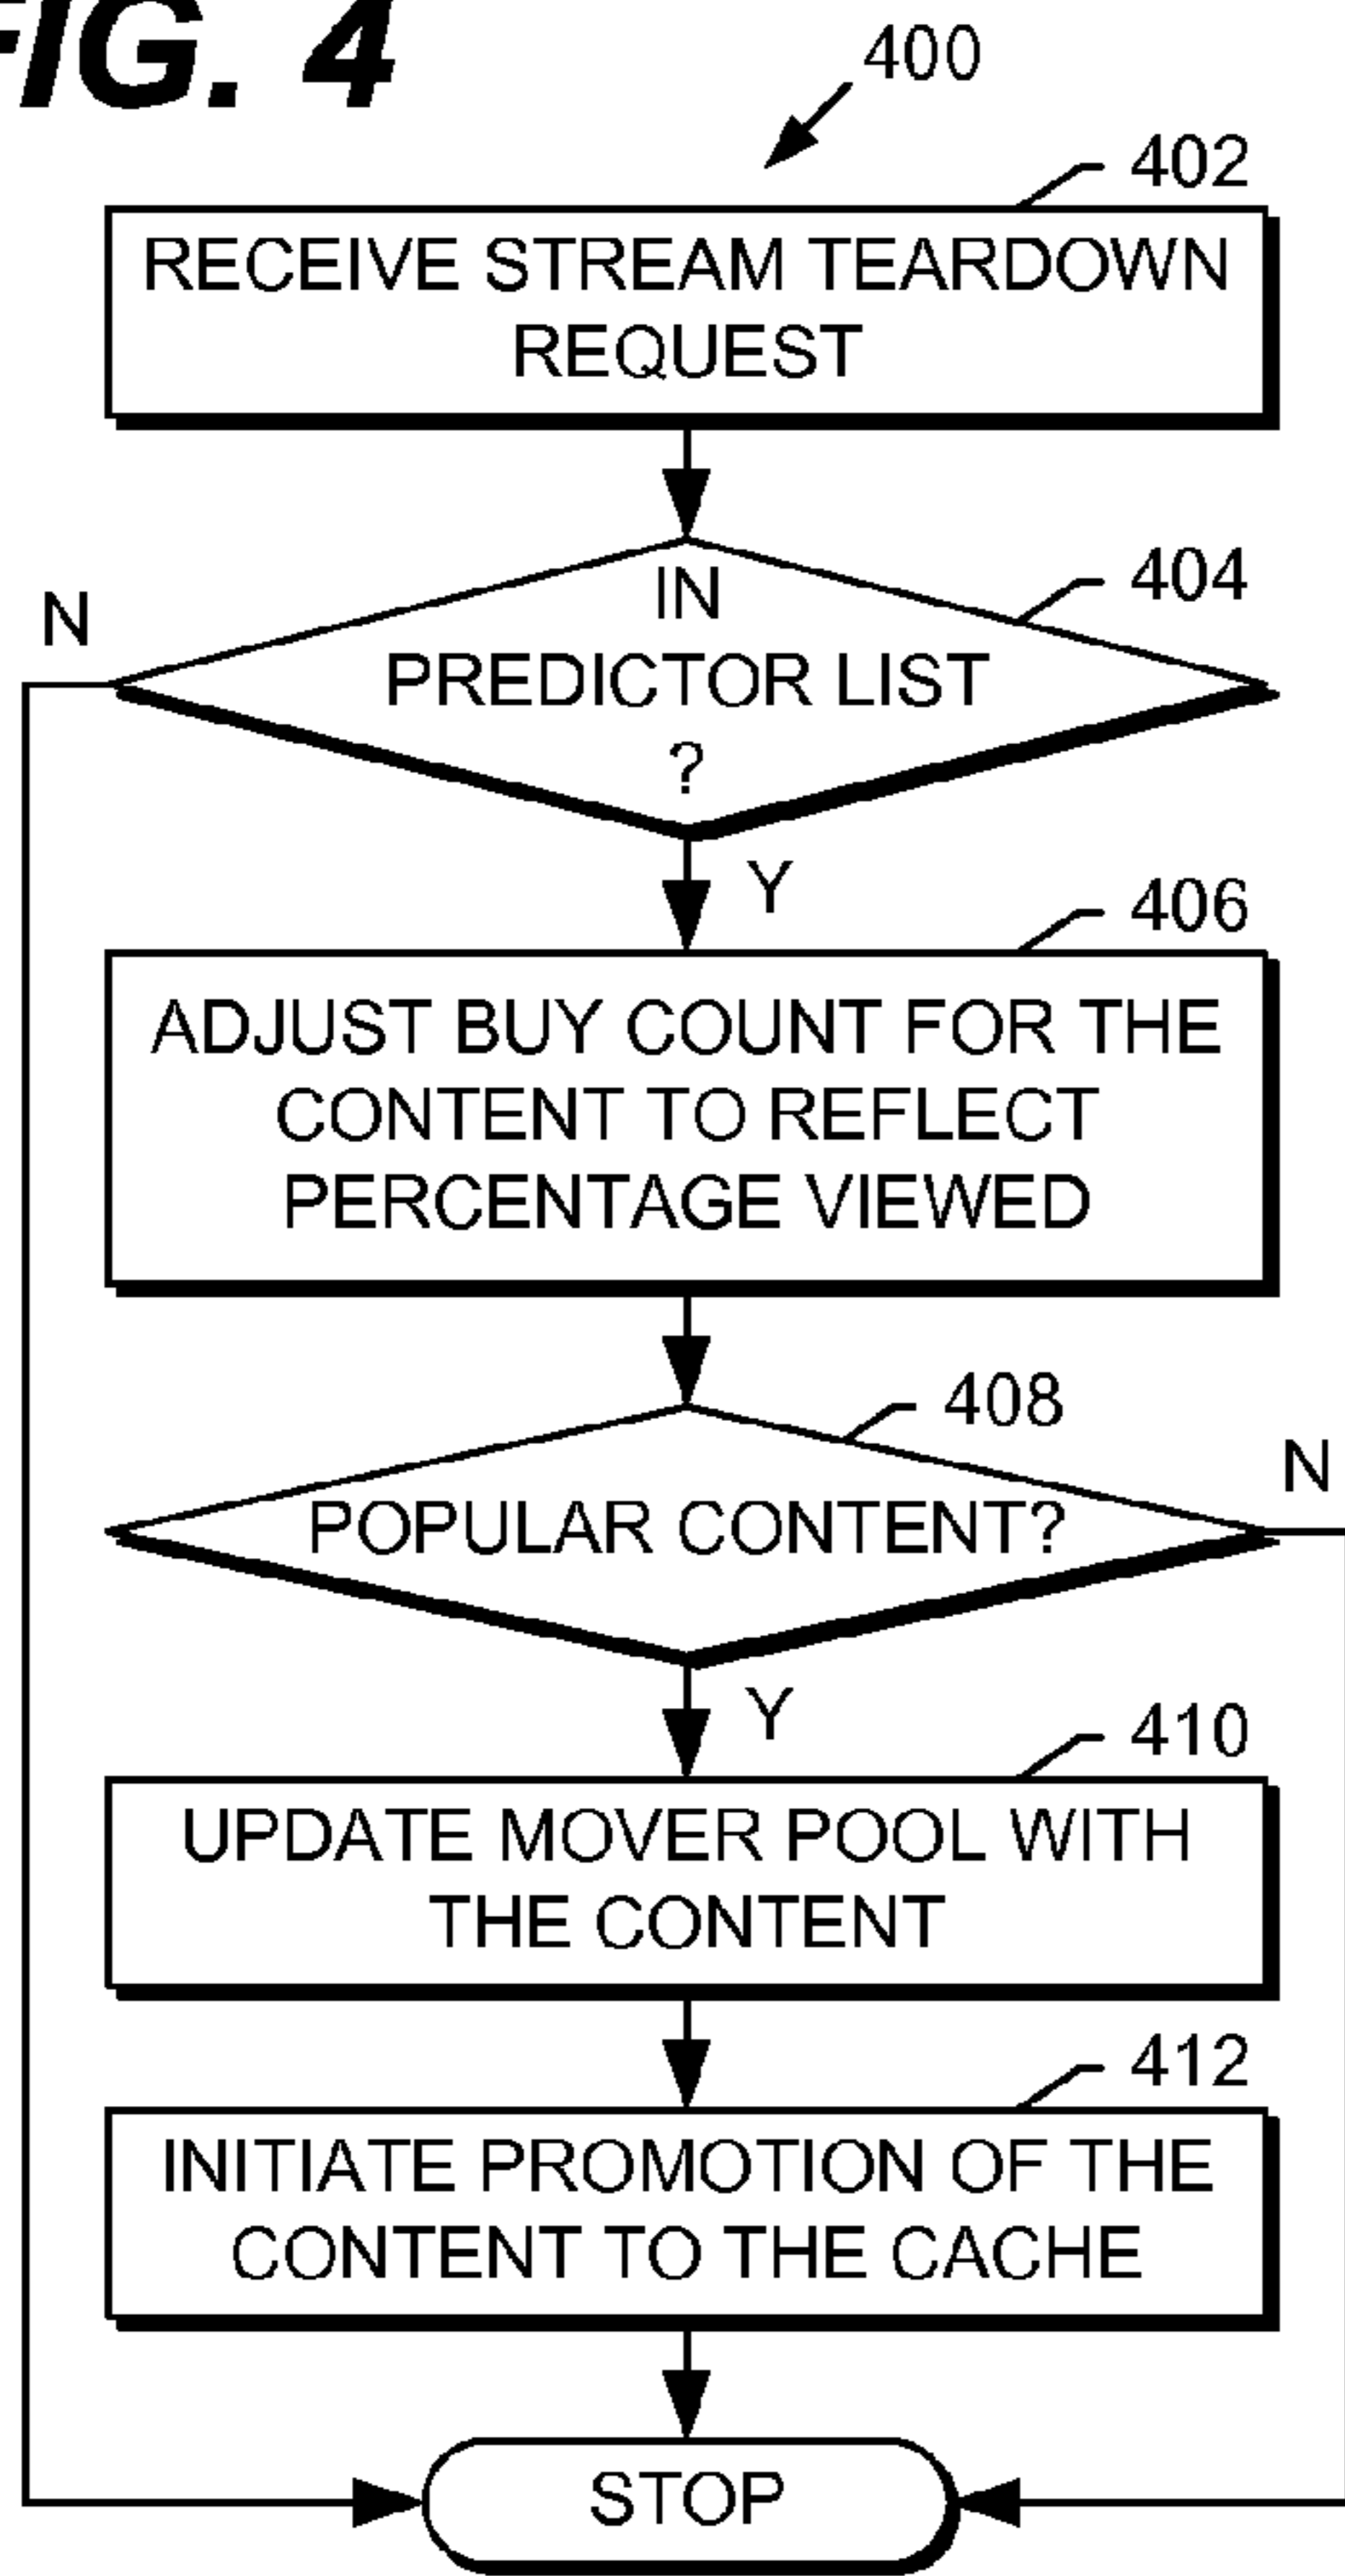 FIG. 4
400
402
RECEIVE STREAM TEARDOWN
REQUEST
404
N
IN
PREDICTOR LIST
?
Y
406
ADJUST BUY COUNT FOR THE
CONTENT TO REFLECT
PERCENTAGE VIEWED
408
N
POPULAR CONTENT?
Y
410
UPDATE MOVER POOL WITH
THE CONTENT
412
INITIATE PROMOTION OF THE
CONTENT TO THE CACHE
STOP